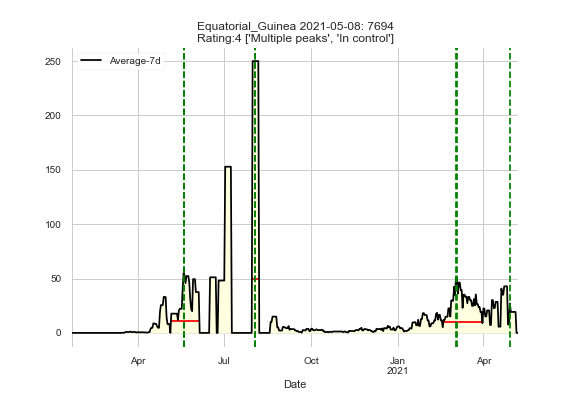 Equatorial_Guinea 2021-05-08: 7694
Rating:4 ['Multiple peaks', 'In control']
Average-7d
250
200
150
100
50
0
Apr
Jul
Oct
Jan
2021
Apr
Date